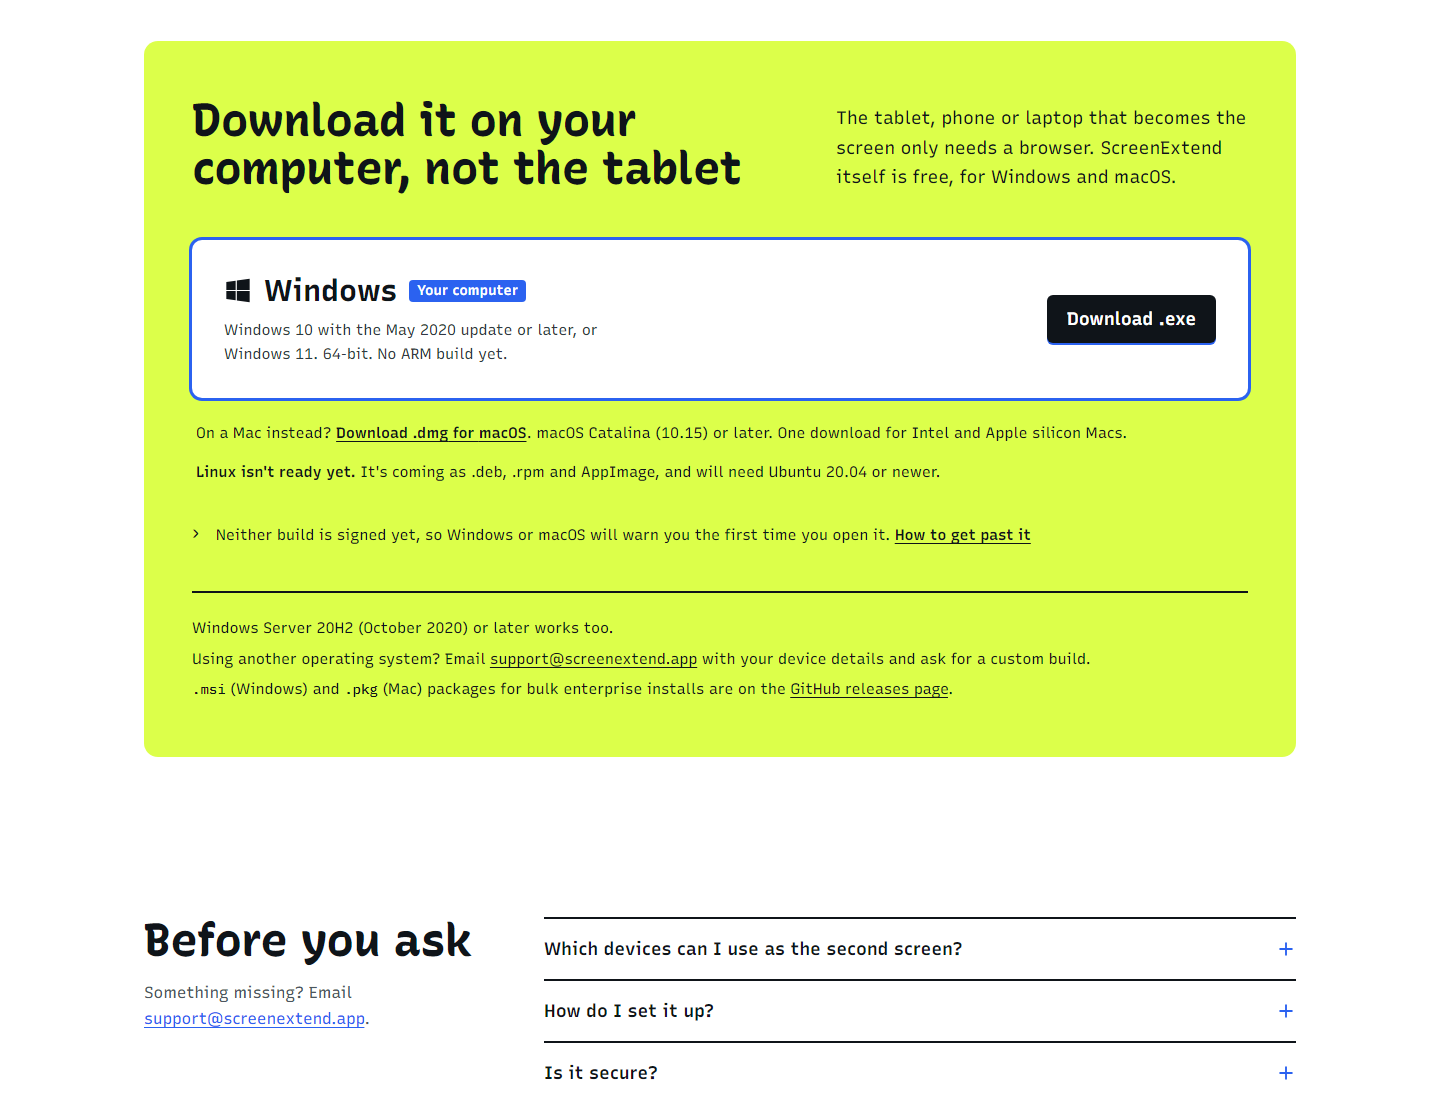 Download it on your
computer, not the tablet
The tablet, phone or laptop that becomes the
screen only needs a browser. ScreenExtend
itself is free, for Windows and macOS.
Windows Your computer
Windows 10 with the May 2020 update or later, or
Windows 11. 64-bit. No ARM build yet.
Download .exe
On a Mac instead? Download .dmg for macOS. macOS Catalina (10.15) or later. One download for Intel and Apple silicon Macs.
Linux isn't ready yet. It's coming as .deb, .rpm and AppImage, and will need Ubuntu 20.04 or newer.
Neither build is signed yet, so Windows or macOS will warn you the first time you open it. How to get past it
Windows Server 20H2 (October 2020) or later works too.
Using another operating system? Email support@screenextend.app with your device details and ask for a custom build.
.msi (Windows) and .pkg (Mac) packages for bulk enterprise installs are on the GitHub releases page.
Before you ask
Something missing? Email
support@screenextend.app.
Which devices can I use as the second screen?
How do I set it up?
Is it secure?